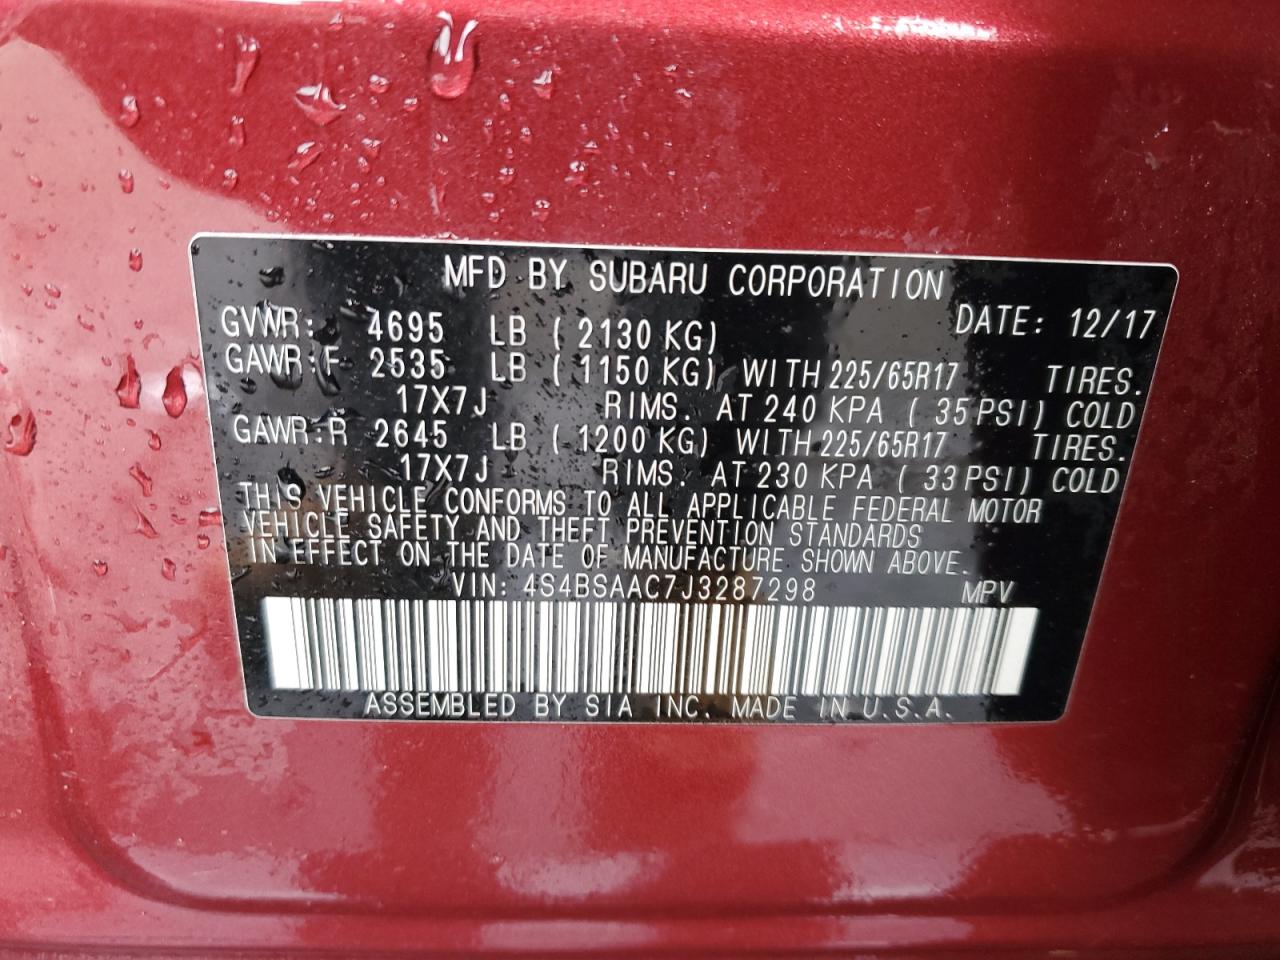 MFD BY SUBARU CORPORATION
GVWR: 4695 LB ( 2130 KG) DATE: 12/17
GAWR:F 2535 LB ( 1150 KG) WITH 225/65R17 TIRES.
17X7J RIMS. AT 240 KPA ( 35 PSI) COLD
GAWR:R 2645 LB ( 1200 KG) WITH 225/65R17 TIRES.
17X7J RIMS. AT 230 KPA ( 33 PSI) COLD
THIS VEHICLE CONFORMS TO ALL APPLICABLE FEDERAL MOTOR
VEHICLE SAFETY AND THEFT PREVENTION STANDARDS
IN EFFECT ON THE DATE OF MANUFACTURE SHOWN ABOVE.
VIN: 4S4BSAAC7J3287298 MPV
ASSEMBLED BY SIA INC. MADE IN U.S.A.